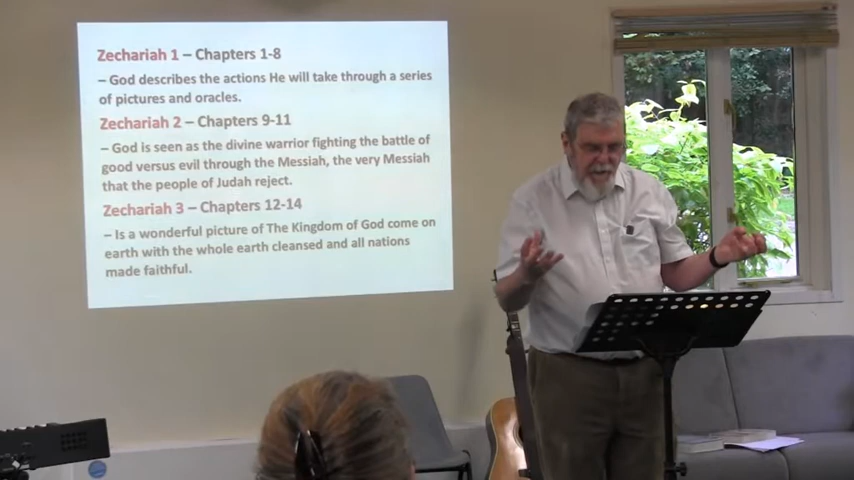 Zechariah 1 – Chapters 1-8
– God describes the actions He will take through a series
of pictures and oracles.
Zechariah 2 – Chapters 9-11
– God is seen as the divine warrior fighting the battle of
good versus evil through the Messiah, the very Messiah
that the people of Judah reject.
Zechariah 3 – Chapters 12-14
– Is a wonderful picture of The Kingdom of God come on
earth with the whole earth cleansed and all nations
made faithful.